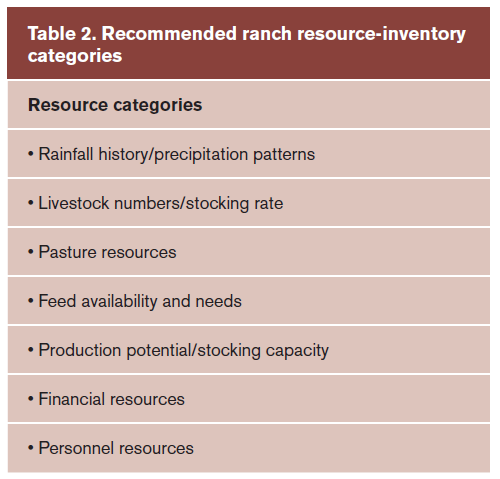 Table 2. Recommended ranch resource-inventory
categories
Resource categories
• Rainfall history/precipitation patterns
• Livestock numbers/stocking rate
• Pasture resources
• Feed availability and needs
• Production potential/stocking capacity
• Financial resources
• Personnel resources